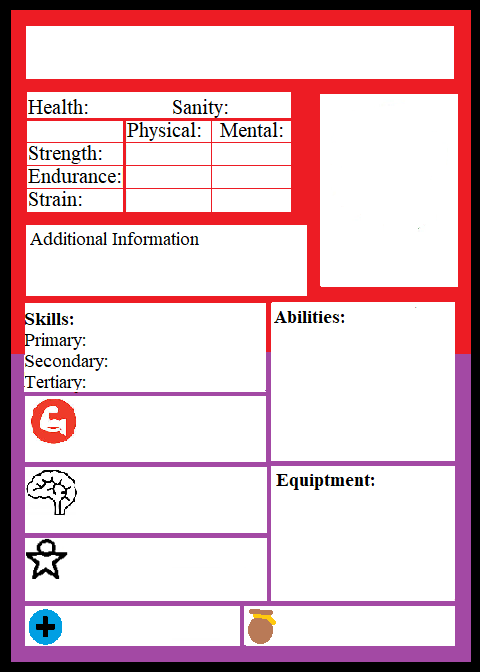 Health: Sanity:
Physical: Mental:
Strength:
Endurance:
Strain:
Additional Information
Skills:
Primary:
Secondary:
Tertiary:
Abilities:
Equiptment: